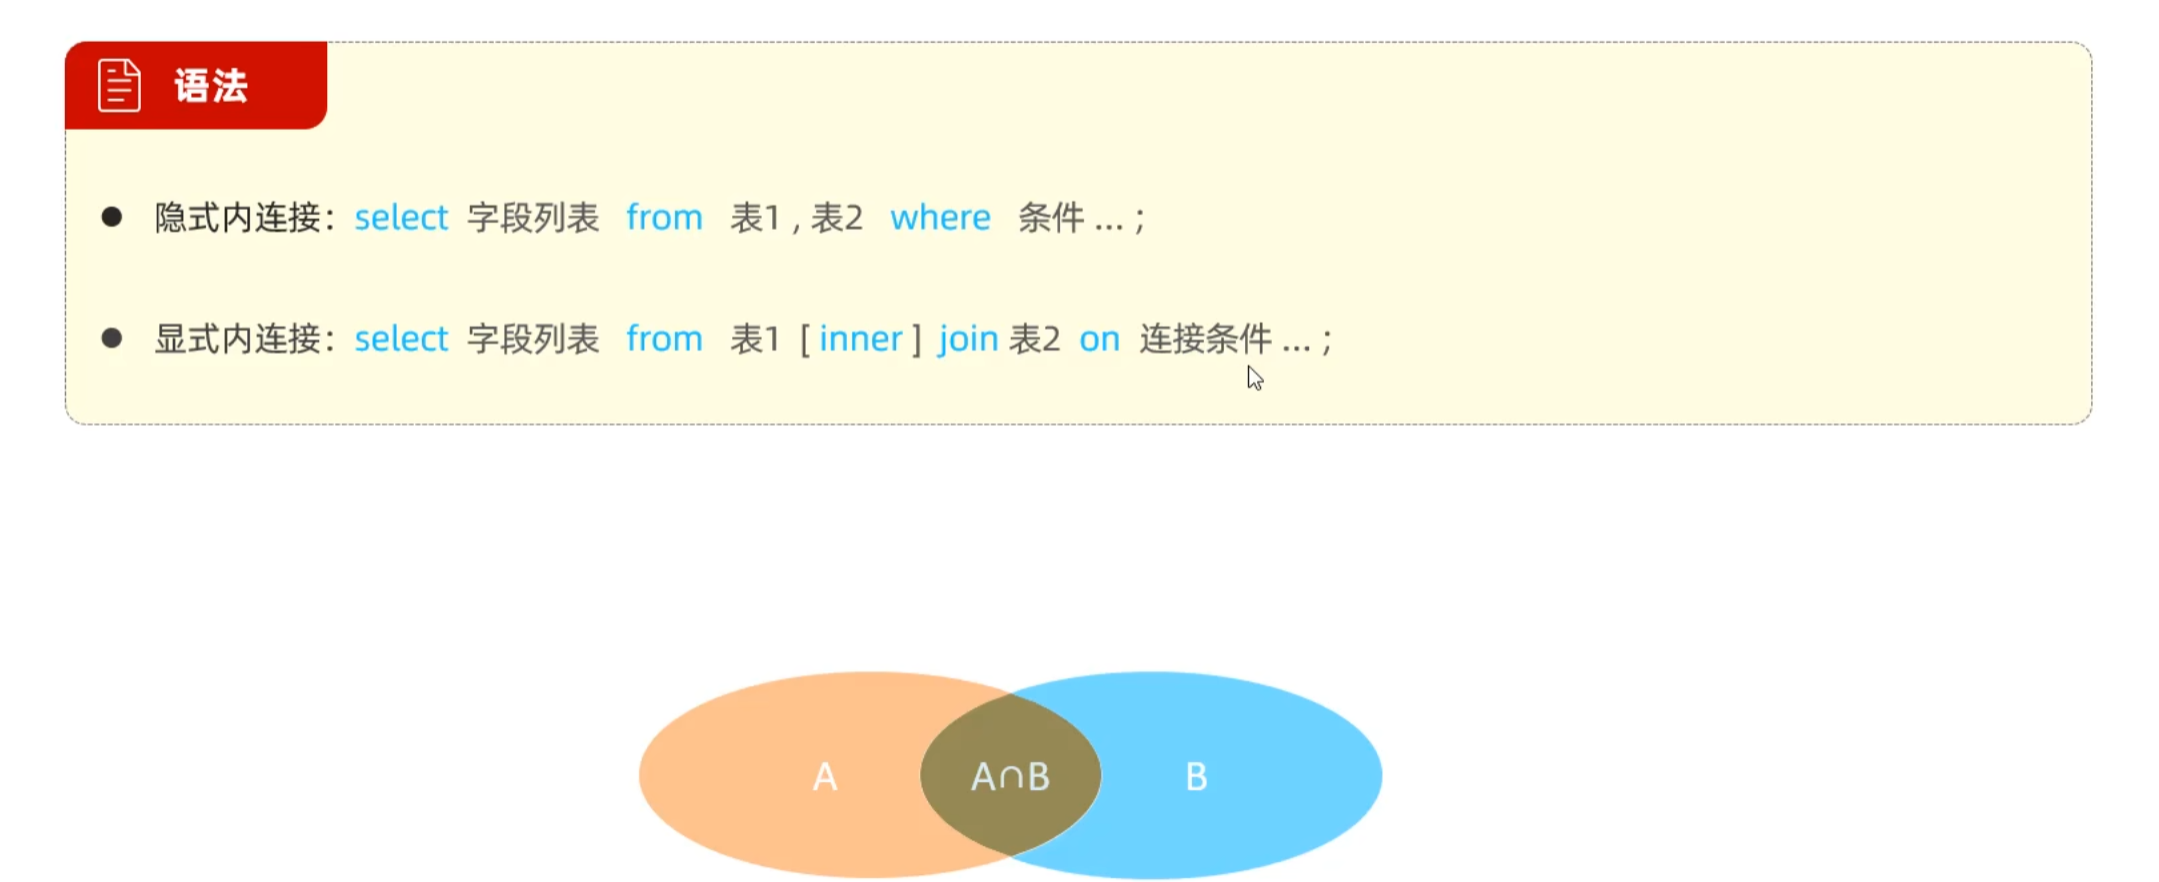 语法
隐式内连接：select 字段列表 from 表1 , 表2 where 条件 ... ;
显式内连接：select 字段列表 from 表1 [ inner ] join 表2 on 连接条件 ... ;
A A∩B B